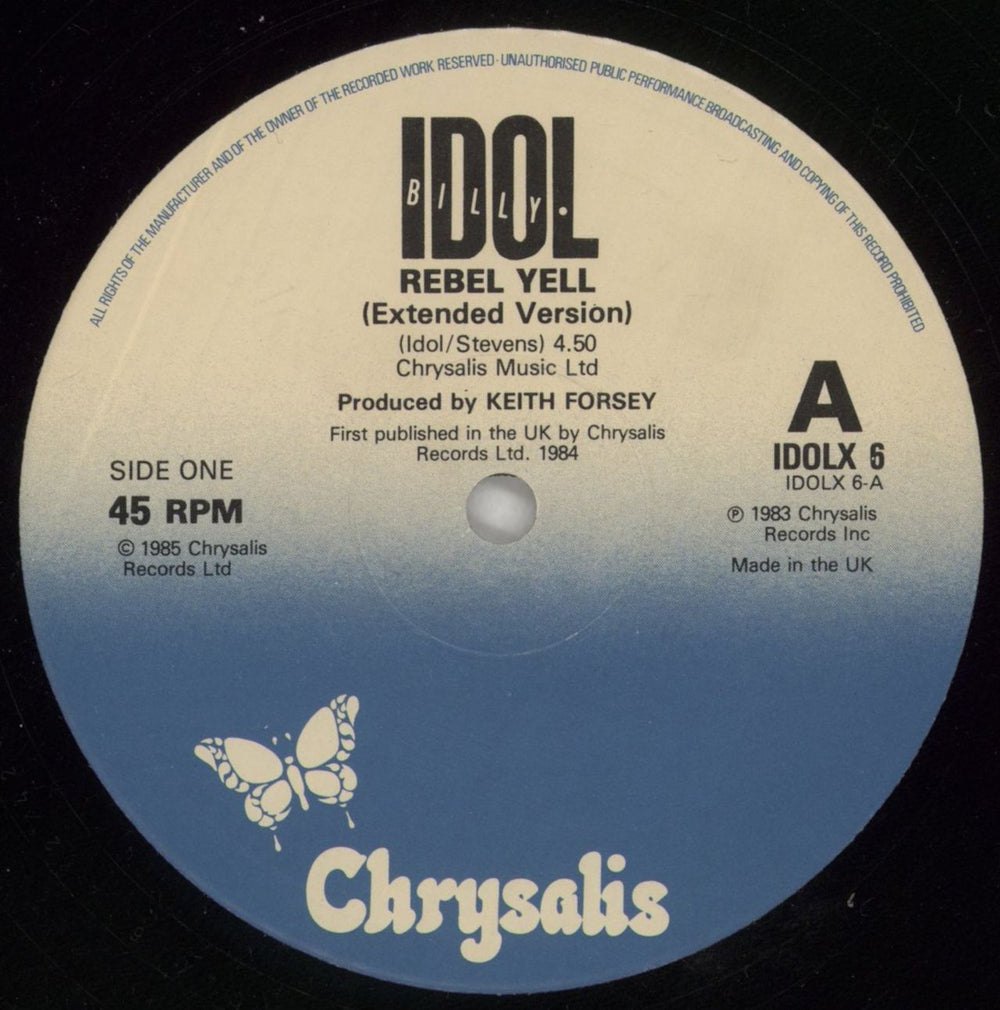 ALL RIGHTS OF THE MANUFACTURER AND OF THE OWNER OF THE RECORDED WORK RESERVED · UNAUTHORISED PUBLIC PERFORMANCE BROADCASTING AND COPYING OF THIS RECORD PROHIBITED
IDOL
BILLY.
REBEL YELL
(Extended Version)
(Idol/Stevens) 4.50
Chrysalis Music Ltd
Produced by KEITH FORSEY
First published in the UK by Chrysalis
Records Ltd. 1984
SIDE ONE
45 RPM
© 1985 Chrysalis
Records Ltd
A
IDOLX 6
IDOLX 6-A
℗ 1983 Chrysalis
Records Inc
Made in the UK
Chrysalis